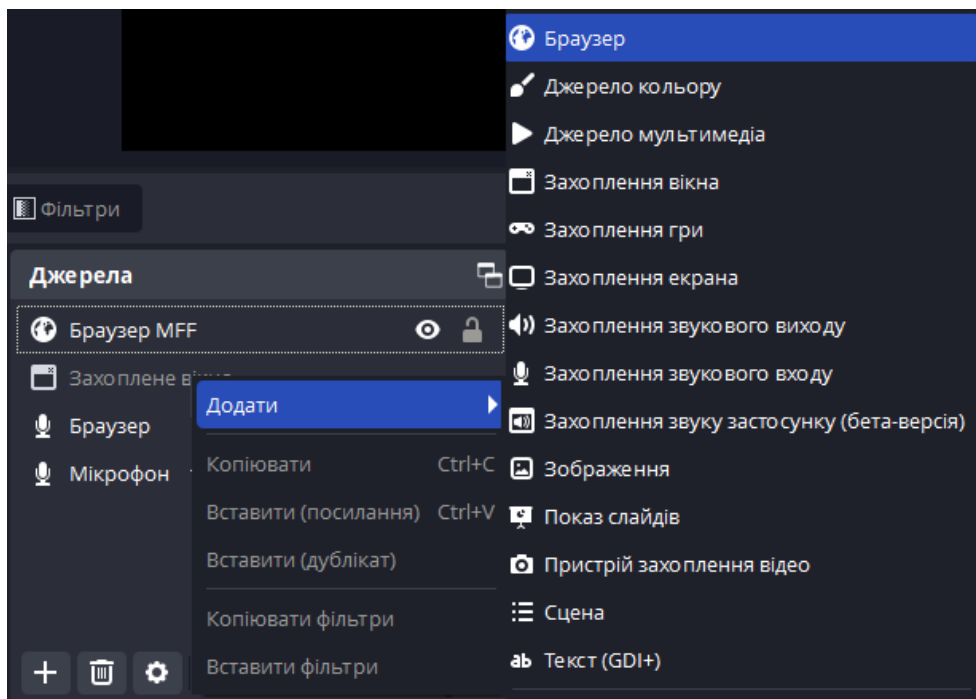 Фільтри
Джерела
Браузер MFF
Захоплене
Браузер
Мікрофон
Додати
Копіювати Ctrl+C
Вставити (посилання) Ctrl+V
Вставити (дублікат)
Копіювати фільтри
Вставити фільтри
Браузер
Джерело кольору
Джерело мультимедіа
Захоплення вікна
Захоплення гри
Захоплення екрана
Захоплення звукового виходу
Захоплення звукового входу
Захоплення звуку застосунку (бета-версія)
Зображення
Показ слайдів
Пристрій захоплення відео
Сцена
ab Текст (GDI+)